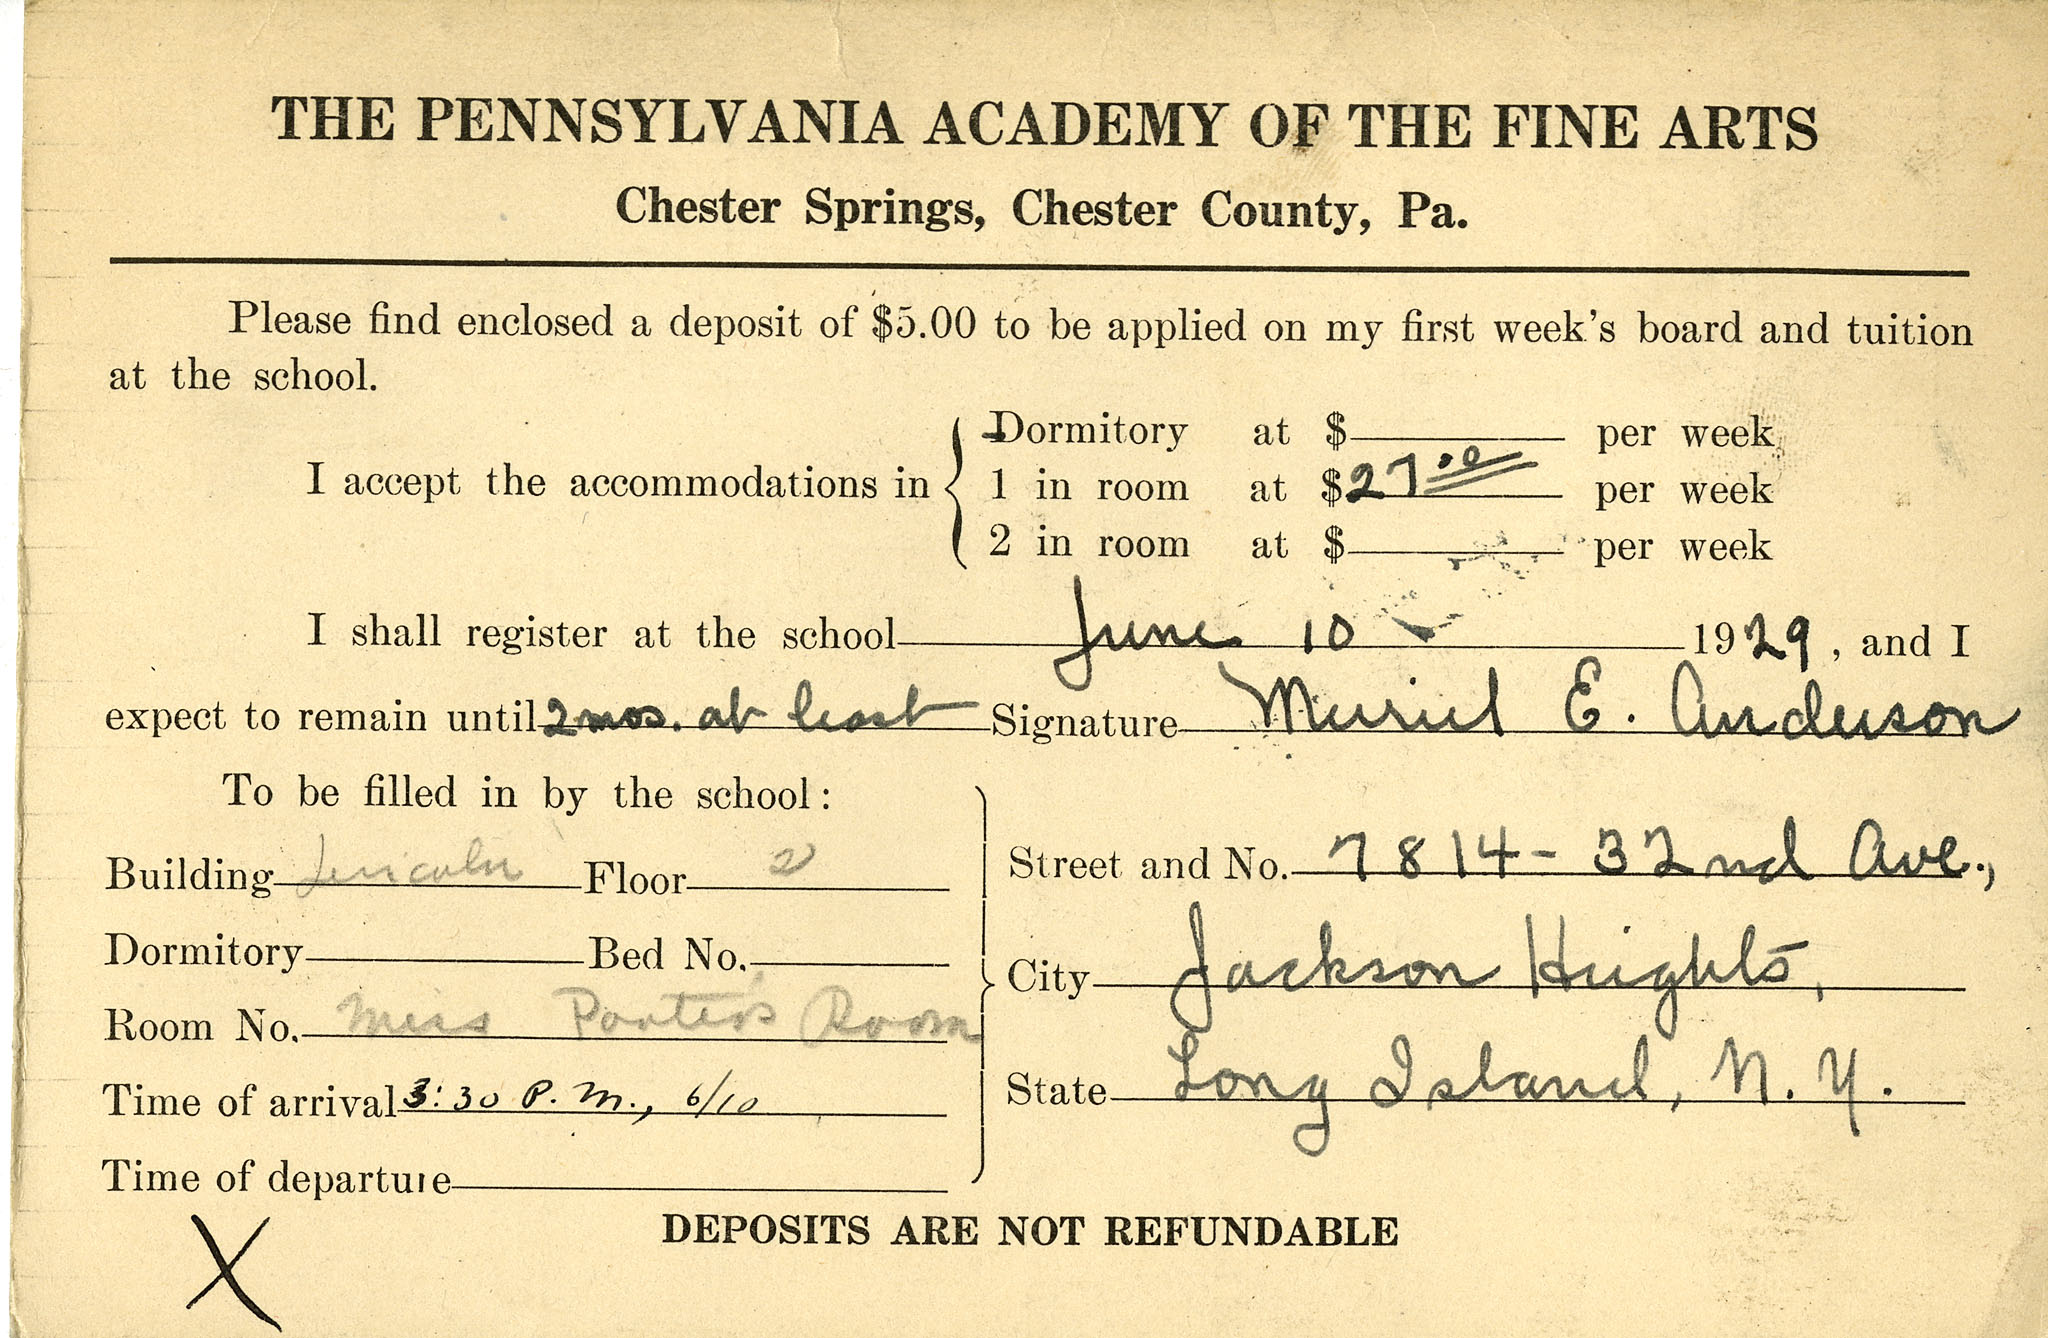 THE PENNSYLVANIA ACADEMY OF THE FINE ARTS
Chester Springs, Chester County, Pa.
Please find enclosed a deposit of $5.00 to be applied on my first week's board and tuition
at the school.
I accept the accommodations in
Dormitory at $ per week
1 in room at $27.00 per week
2 in room at $ per week
I shall register at the school June 10 1929, and I
expect to remain until 2 mos. at least Signature Muriel E. Anderson
To be filled in by the school:
Building Lincoln Floor 2
Dormitory Bed No.
Room No. Miss Porter's Room
Time of arrival 3:30 P.M., 6/10
Time of departure
Street and No. 7814 - 32nd Ave.,
City Jackson Heights,
State Long Island, N.Y.
X
DEPOSITS ARE NOT REFUNDABLE